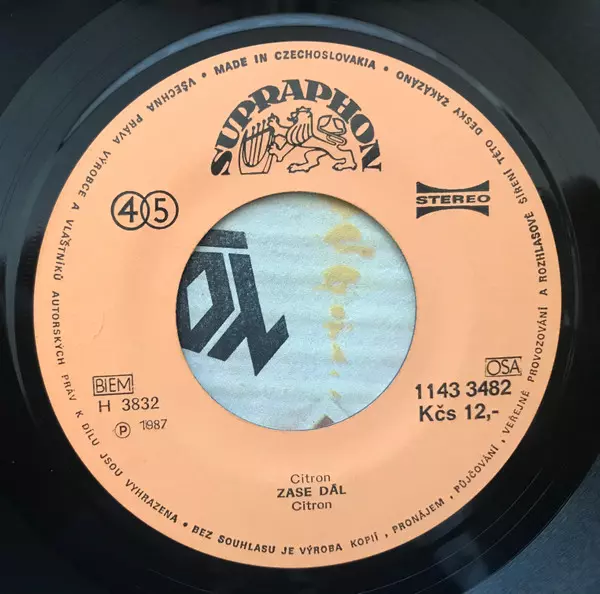 • MADE IN CZECHOSLOVAKIA •
VŠECHNA PRÁVA VÝROBCE A VLASTNÍKŮ AUTORSKÝCH PRÁV K DÍLU JSOU VYHRAZENA • BEZ SOUHLASU JE VÝROBA KOPIÍ, PRONÁJEM, PŮJČOVÁNÍ, VEŘEJNÉ PROVOZOVÁNÍ A ROZHLASOVÉ ŠÍŘENÍ TÉTO DESKY ZAKÁZÁNO
SUPRAPHON
45
STEREO
BIEM
OSA
H 3832
1143 3482
Ⓟ 1987
Kčs 12,-
Citron
ZASE DÁL
Citron